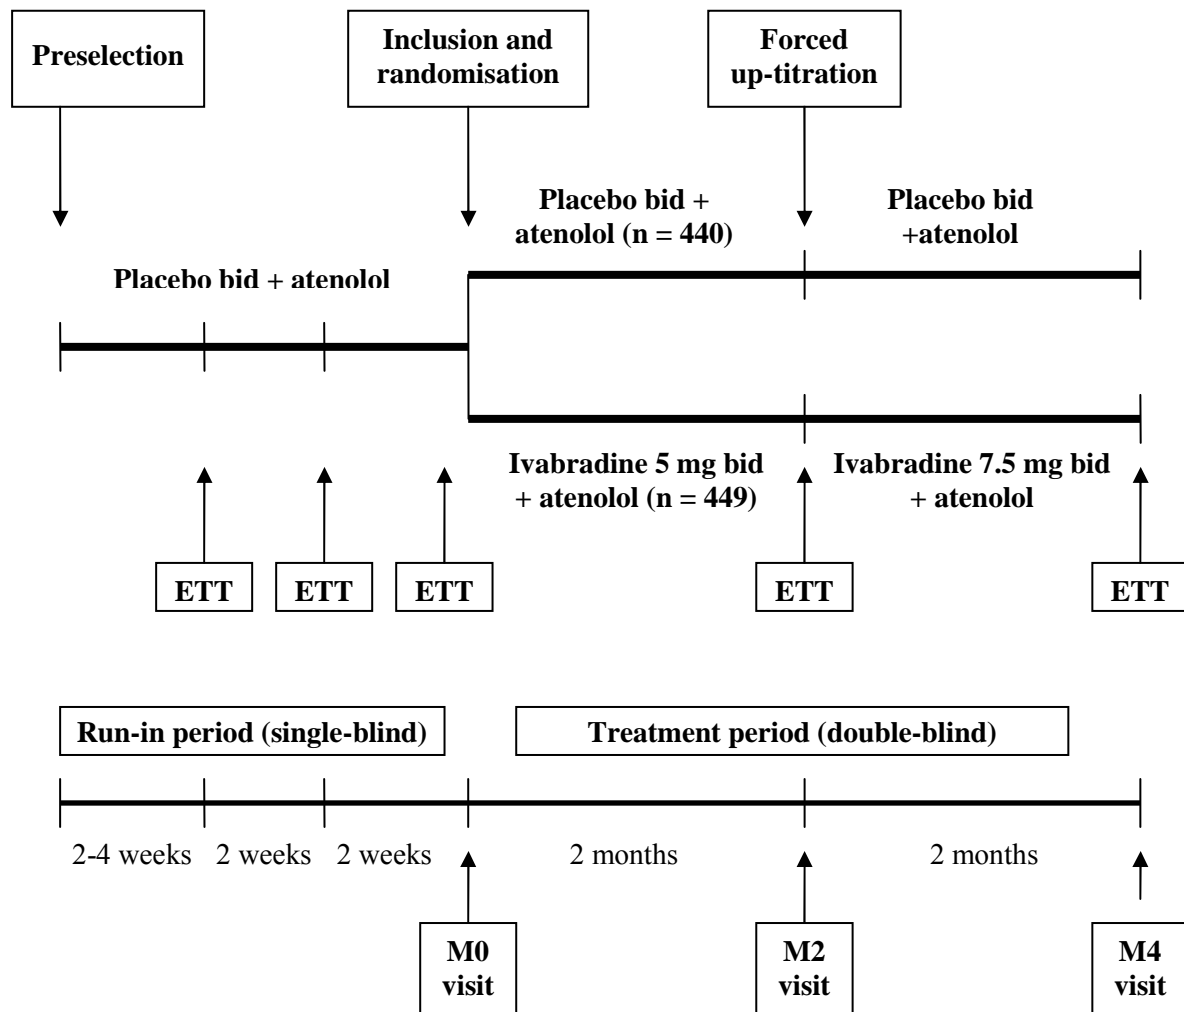 Preselection
Inclusion and
randomisation
Forced
up-titration
Placebo bid +
atenolol (n = 440)
Placebo bid
+atenolol
Placebo bid + atenolol
Ivabradine 5 mg bid
+ atenolol (n = 449)
Ivabradine 7.5 mg bid
+ atenolol
ETT
ETT
ETT
ETT
ETT
Run-in period (single-blind)
Treatment period (double-blind)
2-4 weeks
2 weeks
2 weeks
2 months
2 months
M0
visit
M2
visit
M4
visit